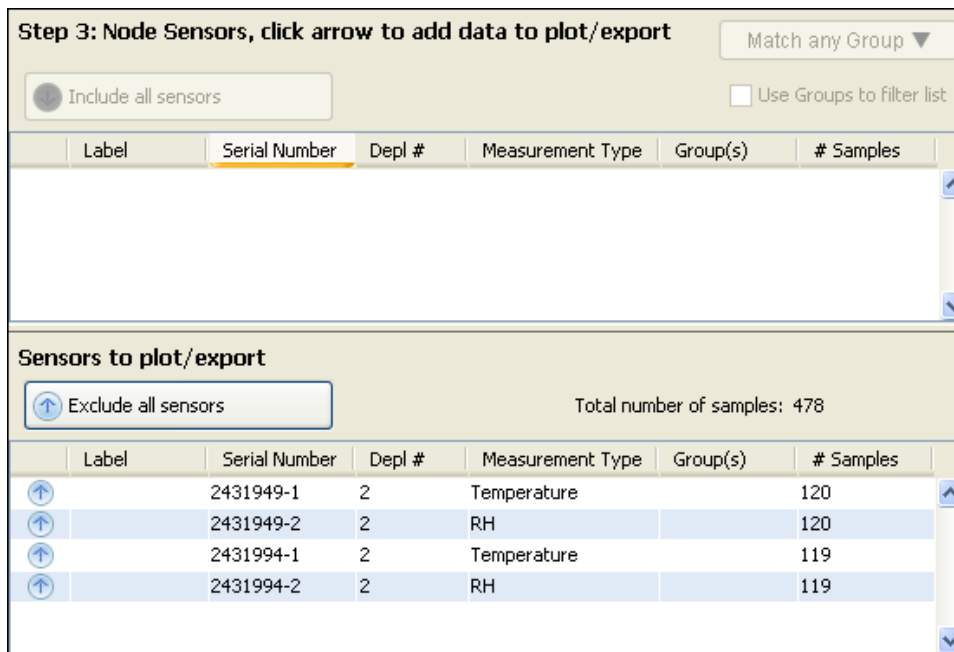 Step 3: Node Sensors, click arrow to add data to plot/export
Match any Group ▼
Include all sensors
Use Groups to filter list
Label Serial Number Depl # Measurement Type Group(s) # Samples
Sensors to plot/export
Exclude all sensors
Total number of samples: 478
Label Serial Number Depl # Measurement Type Group(s) # Samples
2431949-1 2 Temperature 120
2431949-2 2 RH 120
2431994-1 2 Temperature 119
2431994-2 2 RH 119